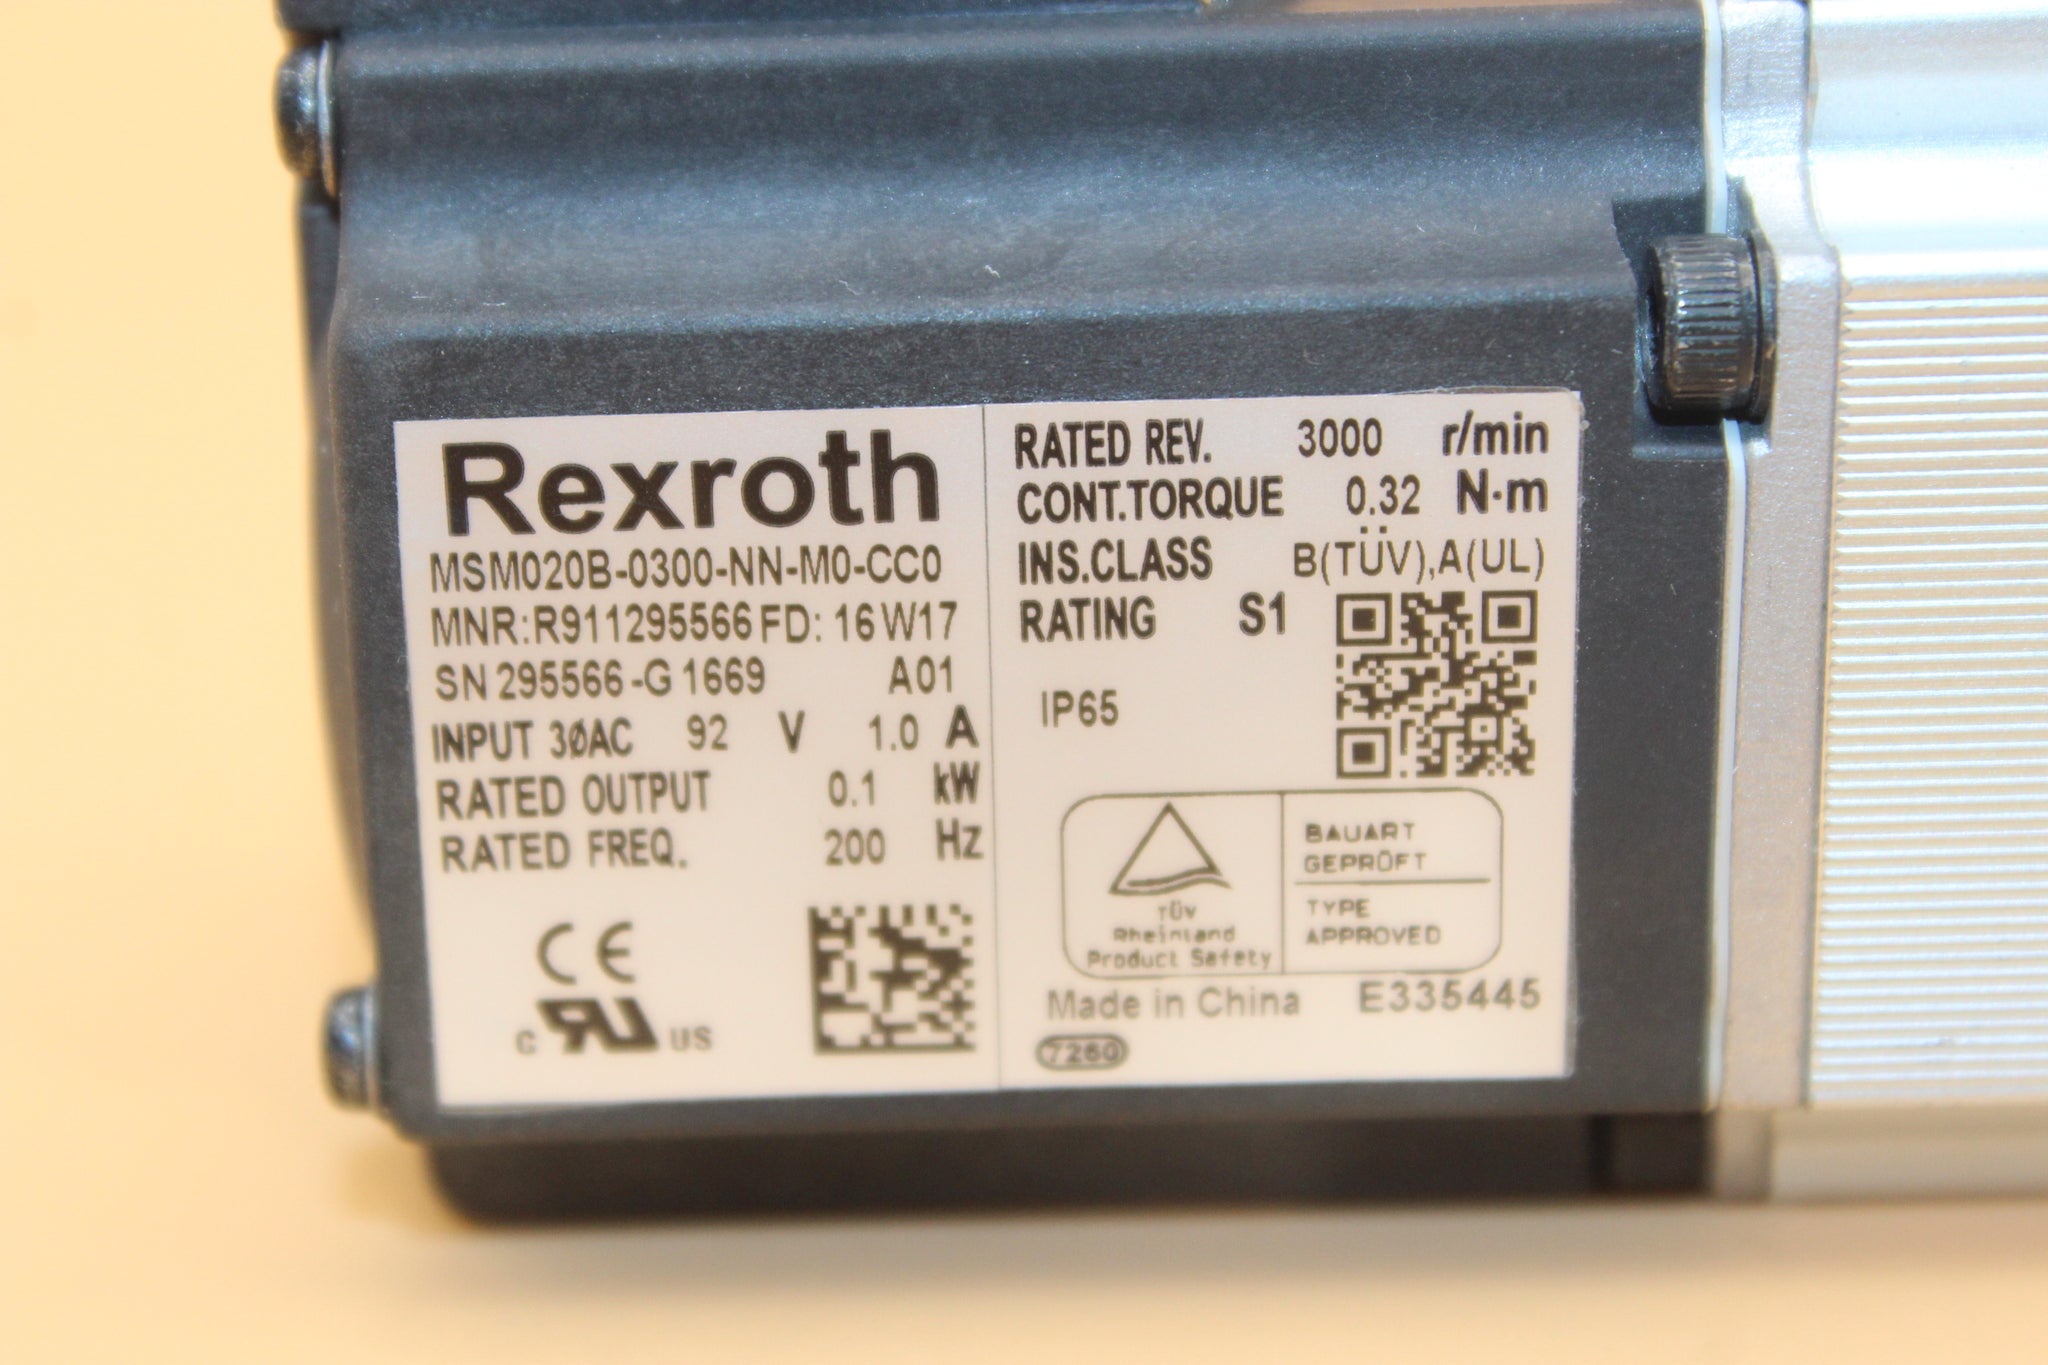 Rexroth
MSM020B-0300-NN-M0-CC0
MNR:R911295566 FD: 16W17
SN 295566-G1669 A01
INPUT 3ØAC 92 V 1.0 A
RATED OUTPUT 0.1 kW
RATED FREQ. 200 Hz
CE
c RU US
RATED REV. 3000 r/min
CONT.TORQUE 0.32 N·m
INS.CLASS B(TÜV),A(UL)
RATING S1
IP65
TÜV
Rheinland
Product Safety
BAUART
GEPRÜFT
TYPE
APPROVED
Made in China E335445
7260